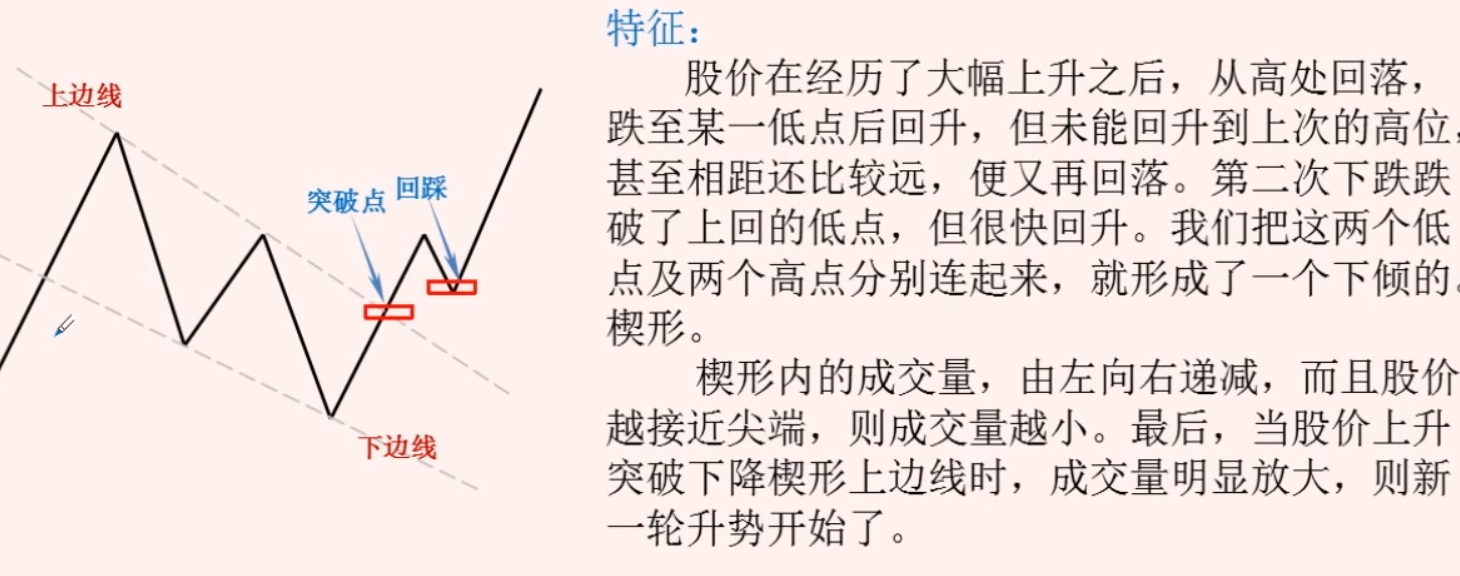 上边线
突破点
回踩
下边线
特征：
股价在经历了大幅上升之后，从高处回落，
跌至某一低点后回升，但未能回升到上次的高位，
甚至相距还比较远，便又再回落。第二次下跌跌
破了上回的低点，但很快回升。我们把这两个低
点及两个高点分别连起来，就形成了一个下倾的。
楔形。
楔形内的成交量，由左向右递减，而且股价
越接近尖端，则成交量越小。最后，当股价上升
突破下降楔形上边线时，成交量明显放大，则新
一轮升势开始了。